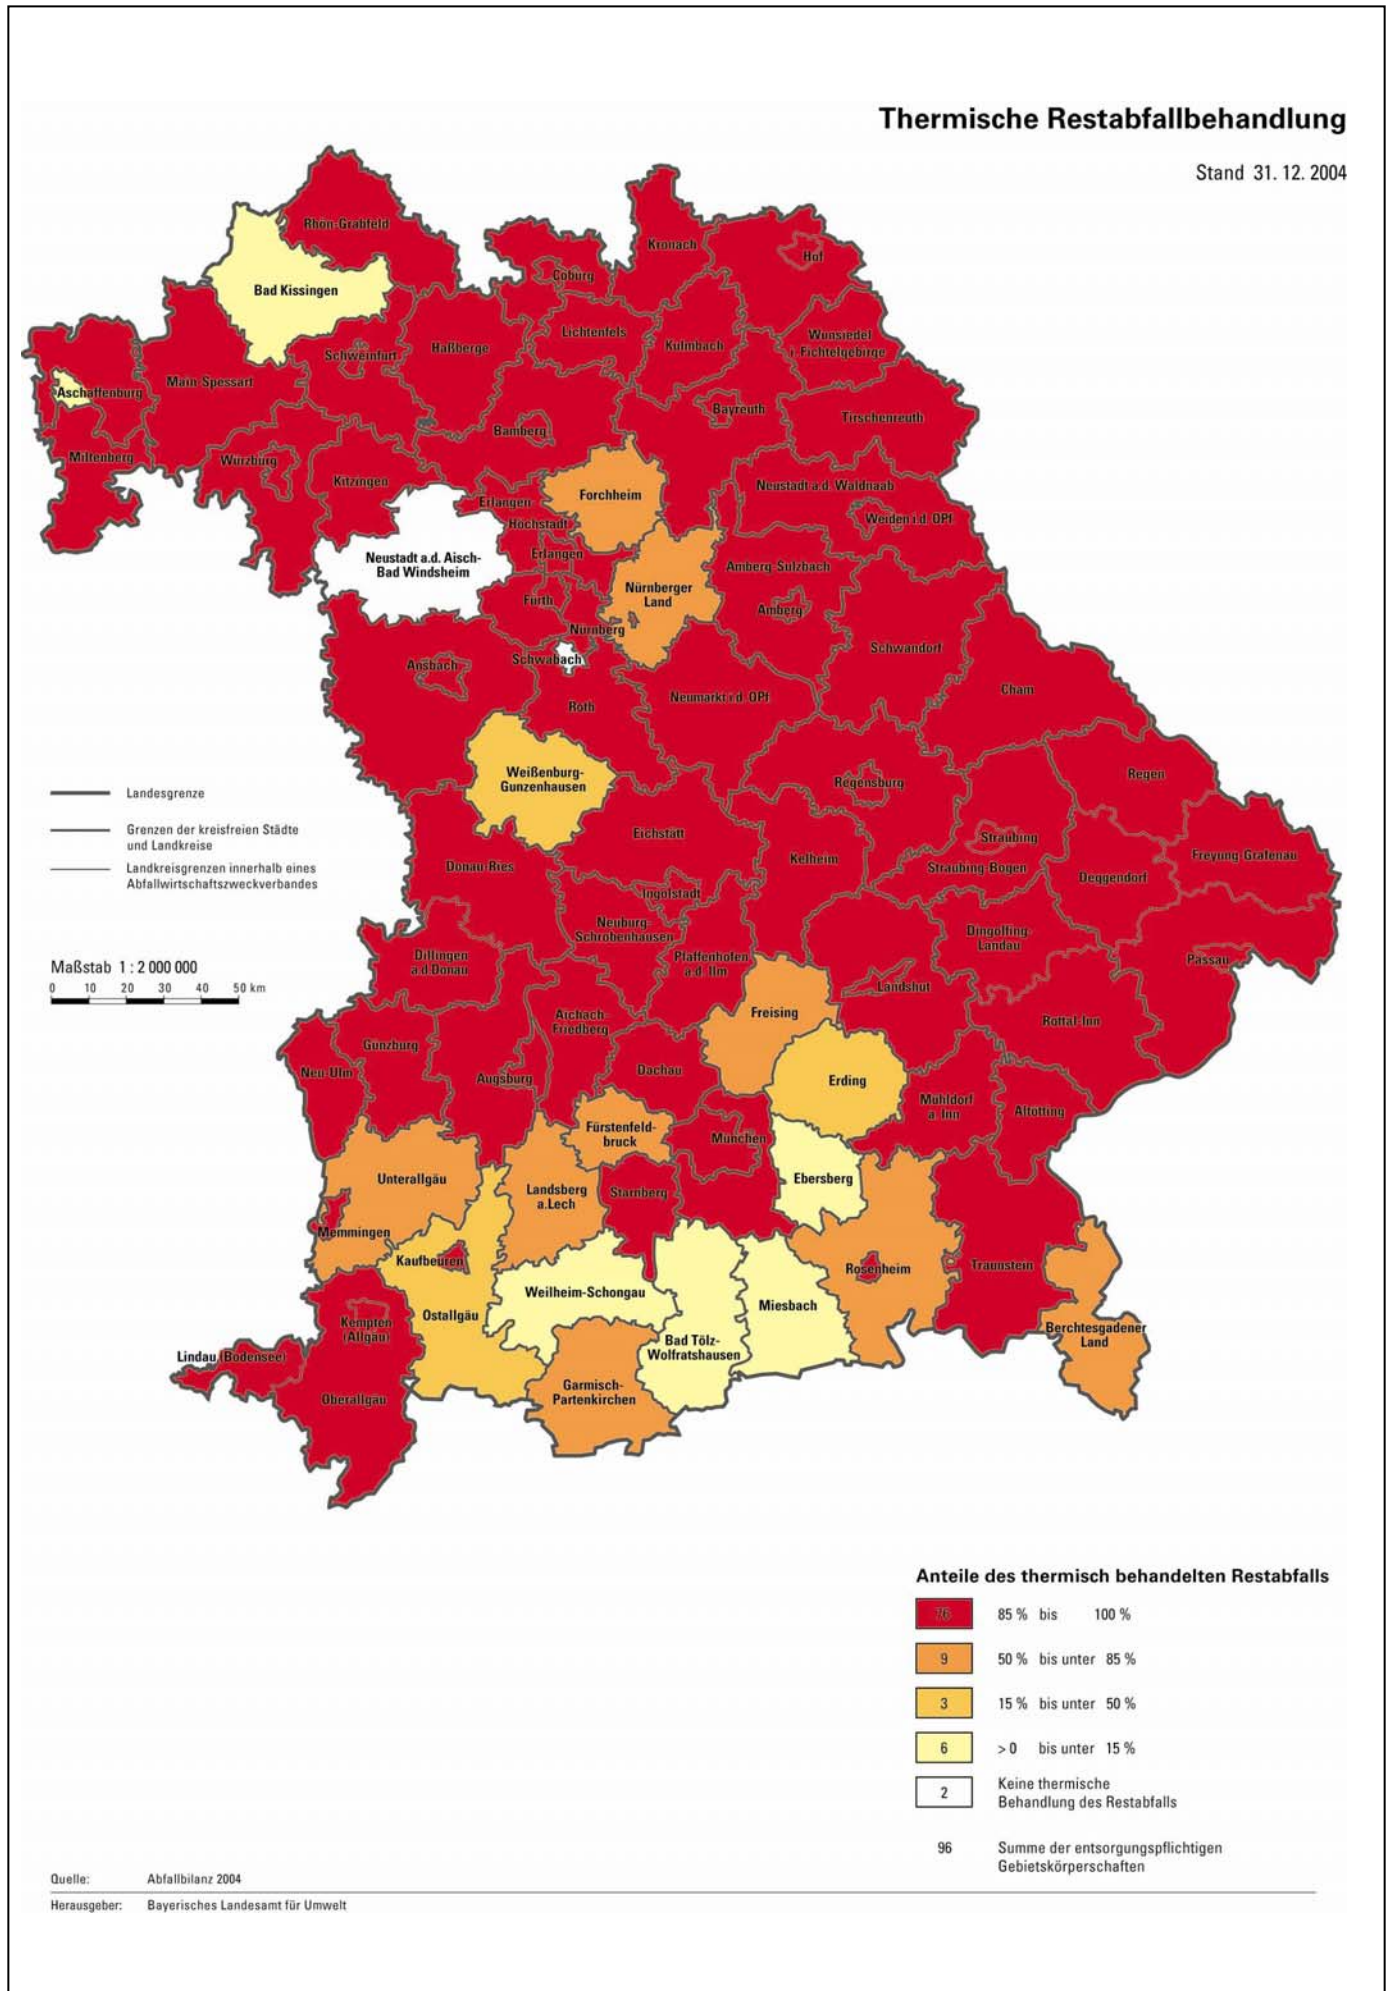 Thermische Restabfallbehandlung
Stand 31. 12. 2004
Rhön-Grabfeld
Kronach
Hof
Coburg
Bad Kissingen
Lichtenfels
Wunsiedel
i. Fichtelgebirge
Kulmbach
Haßberge
Schweinfurt
Main-Spessart
Aschaffenburg
Bayreuth
Tirschenreuth
Bamberg
Miltenberg
Würzburg
Kitzingen
Neustadt a.d. Waldnaab
Forchheim
Erlangen
Höchstadt
Weiden i.d. OPf.
Erlangen
Neustadt a.d. Aisch-
Bad Windsheim
Amberg-Sulzbach
Nürnberger
Land
Fürth
Amberg
Nürnberg
Schwabach
Schwandorf
Ansbach
Cham
Neumarkt i.d. OPf.
Roth
Weißenburg-
Gunzenhausen
Regen
Regensburg
Landesgrenze
Grenzen der kreisfreien Städte
und Landkreise
Landkreisgrenzen innerhalb eines
Abfallwirtschaftszweckverbandes
Eichstätt
Straubing
Freyung-Grafenau
Kelheim
Donau-Ries
Straubing-Bogen
Deggendorf
Ingolstadt
Neuburg-
Schrobenhausen
Dingolfing-
Landau
Dillingen
a.d.Donau
Pfaffenhofen
a.d. Ilm
Passau
Maßstab 1 : 2 000 000
0 10 20 30 40 50 km
Landshut
Freising
Aichach-
Friedberg
Rottal-Inn
Günzburg
Neu-Ulm
Dachau
Augsburg
Erding
Mühldorf
a. Inn
Altötting
Fürstenfeld-
bruck
München
Unterallgäu
Ebersberg
Landsberg
a.Lech
Starnberg
Memmingen
Kaufbeuren
Rosenheim
Traunstein
Weilheim-Schongau
Miesbach
Ostallgäu
Kempten
(Allgäu)
Berchtesgadener
Land
Bad Tölz-
Wolfratshausen
Lindau (Bodensee)
Garmisch-
Partenkirchen
Oberallgäu
Anteile des thermisch behandelten Restabfalls
76 85 % bis 100 %
9 50 % bis unter 85 %
3 15 % bis unter 50 %
6 > 0 bis unter 15 %
2 Keine thermische
Behandlung des Restabfalls
96 Summe der entsorgungspflichtigen
Gebietskörperschaften
Quelle: Abfallbilanz 2004
Herausgeber: Bayerisches Landesamt für Umwelt